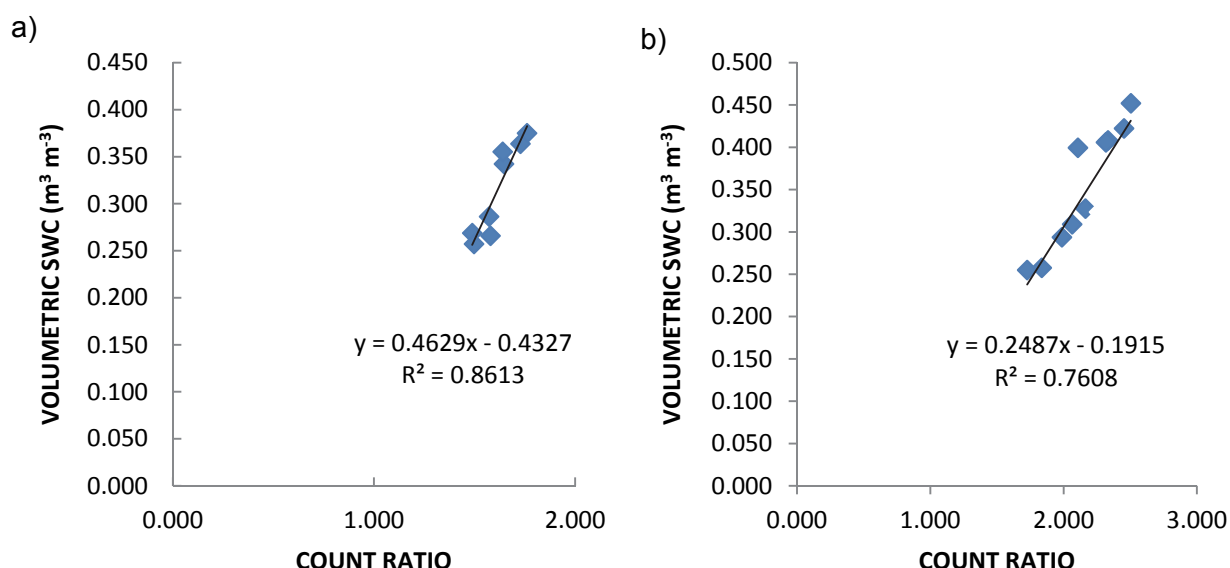 a)
VOLUMETRIC SWC (m³ m⁻³)
0.450
0.400
0.350
0.300
0.250
0.200
0.150
0.100
0.050
0.000
y = 0.4629x - 0.4327
R² = 0.8613
0.000 1.000 2.000
COUNT RATIO
b)
VOLUMETRIC SWC (m³ m⁻³)
0.500
0.450
0.400
0.350
0.300
0.250
0.200
0.150
0.100
0.050
0.000
y = 0.2487x - 0.1915
R² = 0.7608
0.000 1.000 2.000 3.000
COUNT RATIO